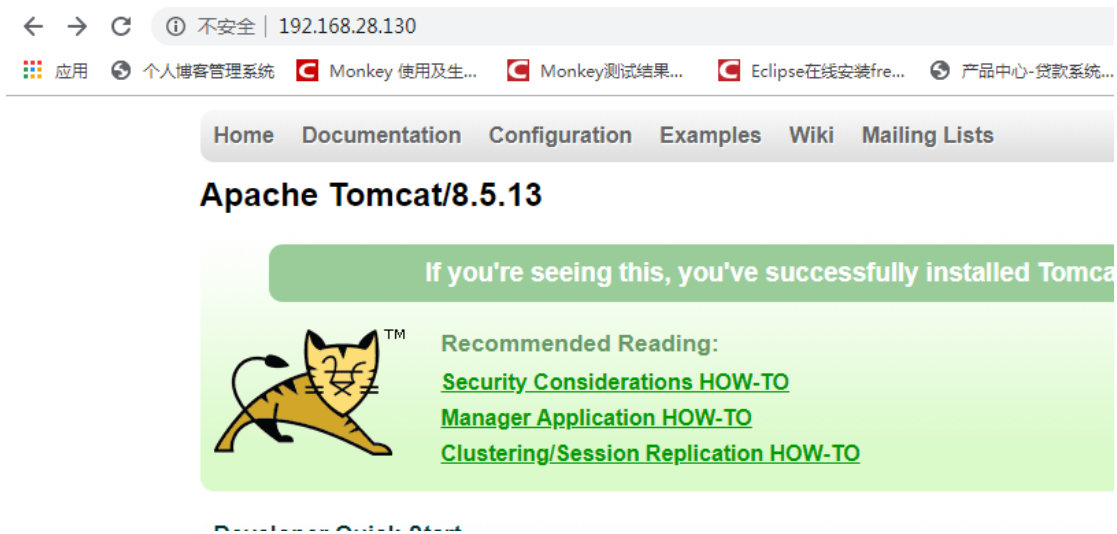 不安全 | 192.168.28.130
应用 个人博客管理系统 Monkey 使用及生... Monkey测试结果... Eclipse在线安装fre... 产品中心-贷款系统...
Home Documentation Configuration Examples Wiki Mailing Lists
Apache Tomcat/8.5.13
If you're seeing this, you've successfully installed Tomca
TM
Recommended Reading:
Security Considerations HOW-TO
Manager Application HOW-TO
Clustering/Session Replication HOW-TO
Developer Quick Start